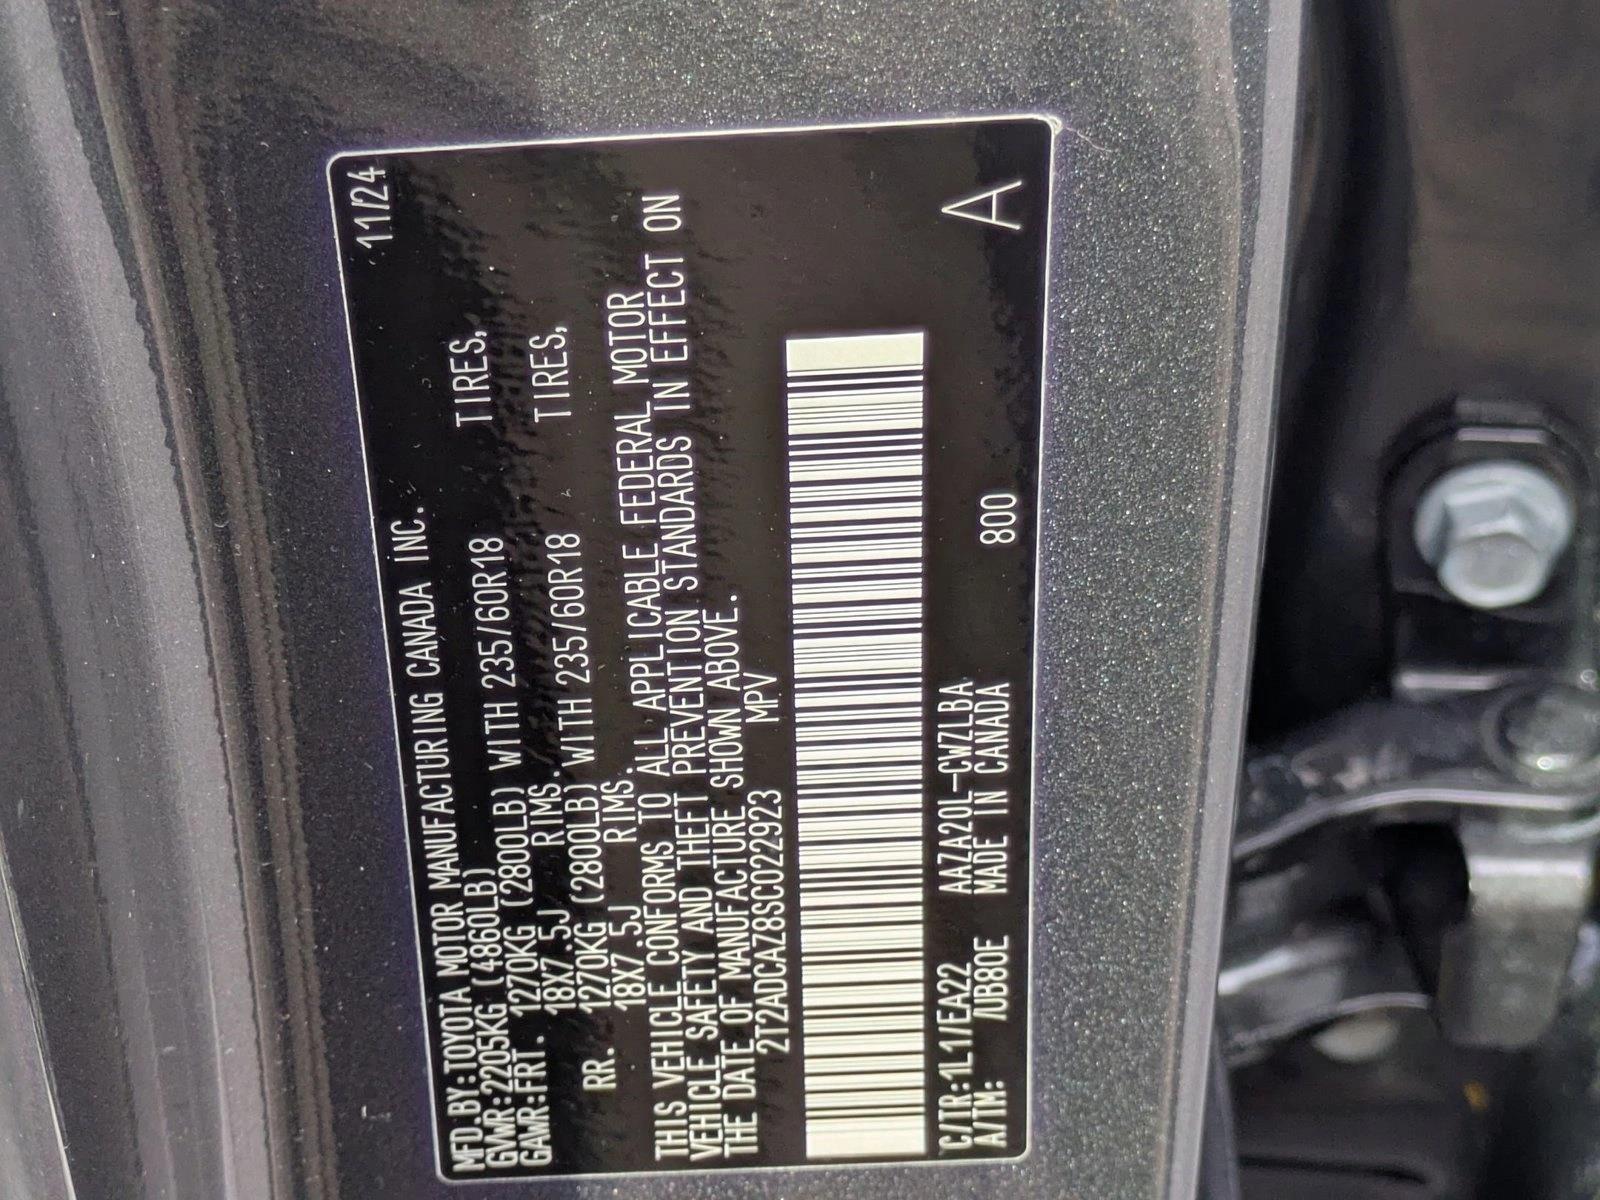 MFD.BY:TOYOTA MOTOR MANUFACTURING CANADA INC. 11/24
GVWR:2205KG (4860LB)
GAWR:FRT. 1270KG (2800LB) WITH 235/60R18 TIRES,
18X7.5J RIMS.
RR. 1270KG (2800LB) WITH 235/60R18 TIRES,
18X7.5J RIMS.
THIS VEHICLE CONFORMS TO ALL APPLICABLE FEDERAL MOTOR
VEHICLE SAFETY AND THEFT PREVENTION STANDARDS IN EFFECT ON
THE DATE OF MANUFACTURE SHOWN ABOVE.
2T2ADCAZ8SC022923 MPV
C/TR:1L1/EA22 AAZA20L-CWZLBA 800 A
A/TM: /UB80E MADE IN CANADA